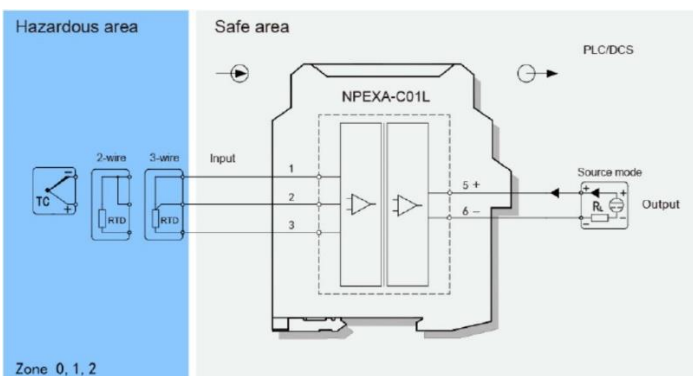 Hazardous area
Safe area
PLC/DCS
NPEXA-C01L
2-wire
3-wire
Input
1
2
3
TC
−
+
RTD
RTD
5 +
6 −
Source mode
+
+
RL
−
−
Output
Zone 0, 1, 2